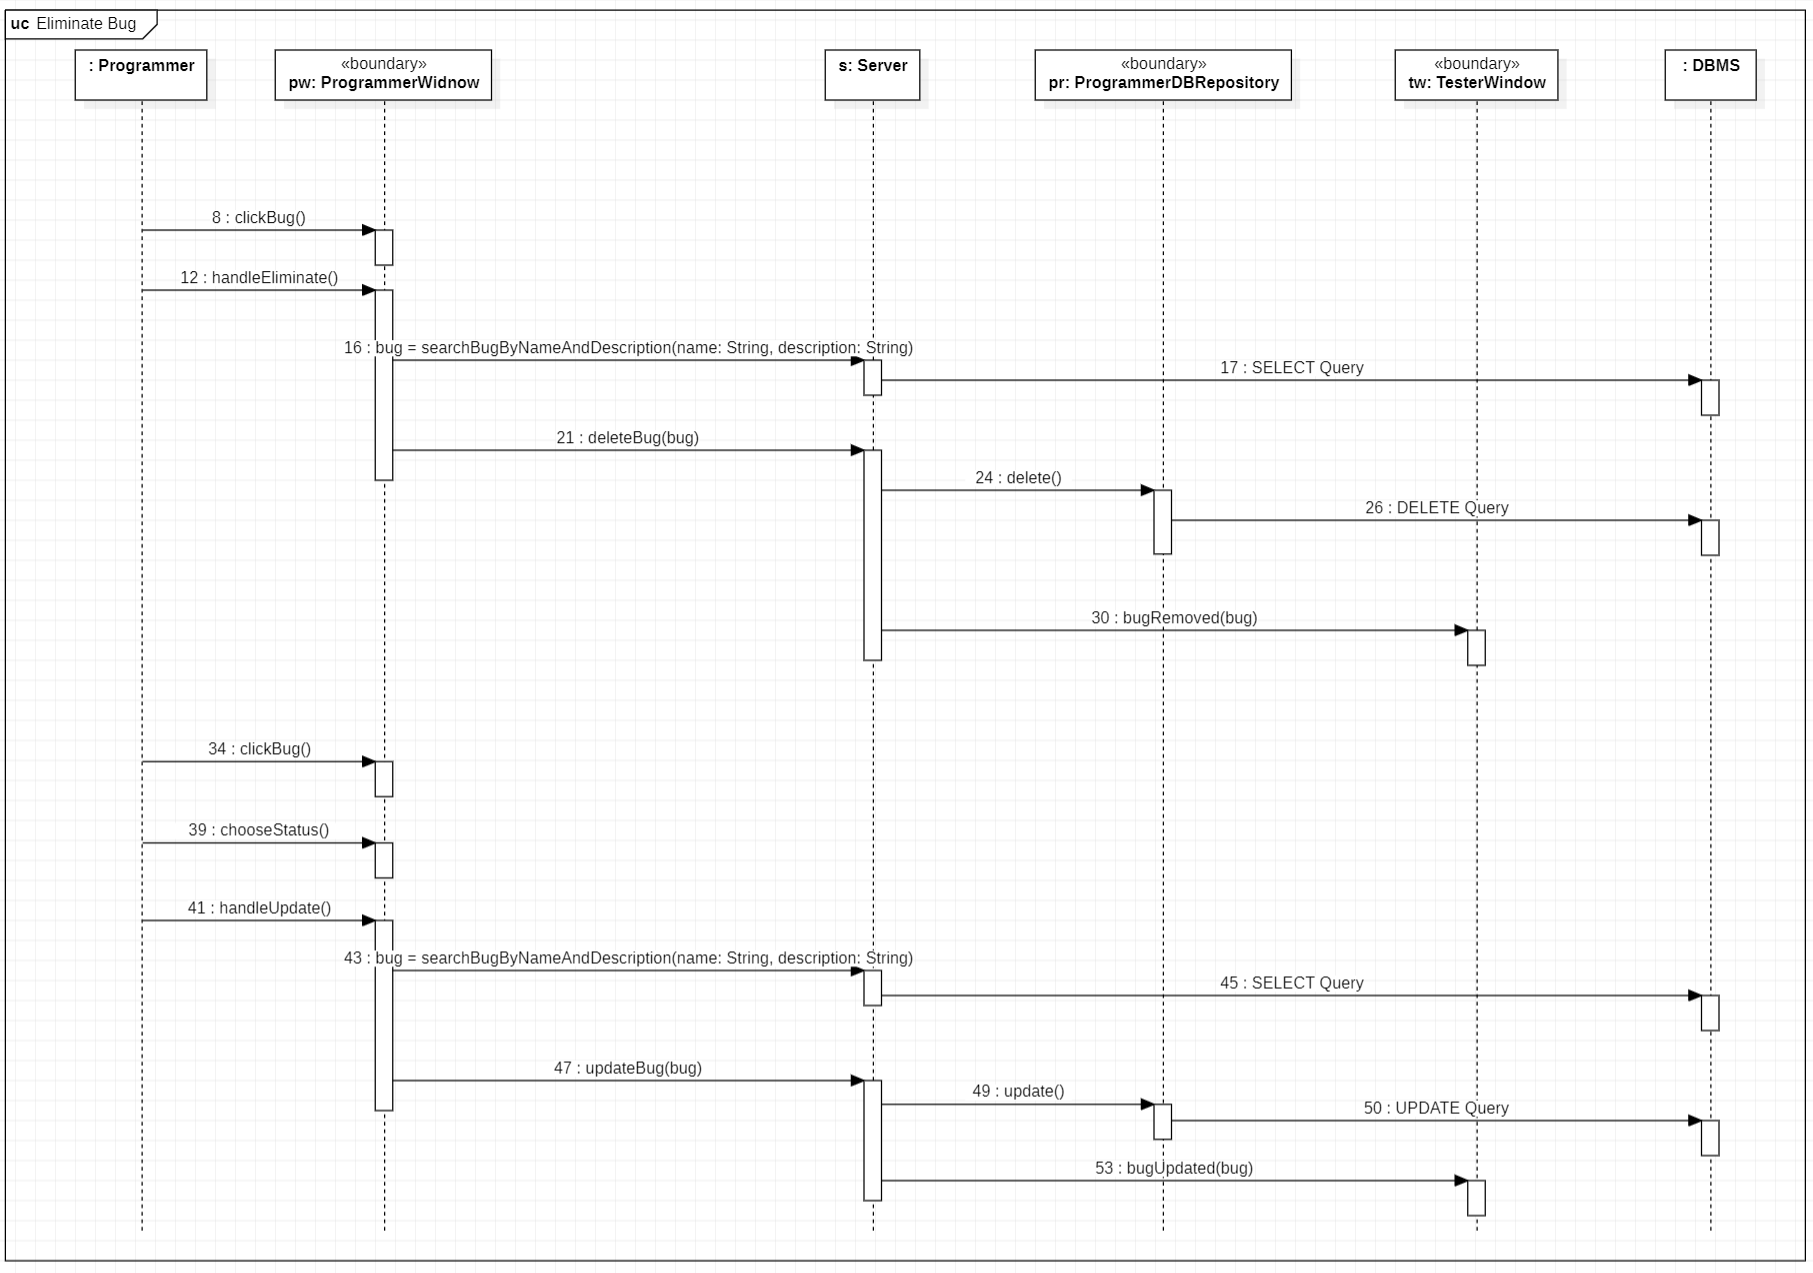 uc Eliminate Bug
: Programmer
«boundary»
pw: ProgrammerWidnow
s: Server
«boundary»
pr: ProgrammerDBRepository
«boundary»
tw: TesterWindow
: DBMS
8 : clickBug()
12 : handleEliminate()
16 : bug = searchBugByNameAndDescription(name: String, description: String)
17 : SELECT Query
21 : deleteBug(bug)
24 : delete()
26 : DELETE Query
30 : bugRemoved(bug)
34 : clickBug()
39 : chooseStatus()
41 : handleUpdate()
43 : bug = searchBugByNameAndDescription(name: String, description: String)
45 : SELECT Query
47 : updateBug(bug)
49 : update()
50 : UPDATE Query
53 : bugUpdated(bug)